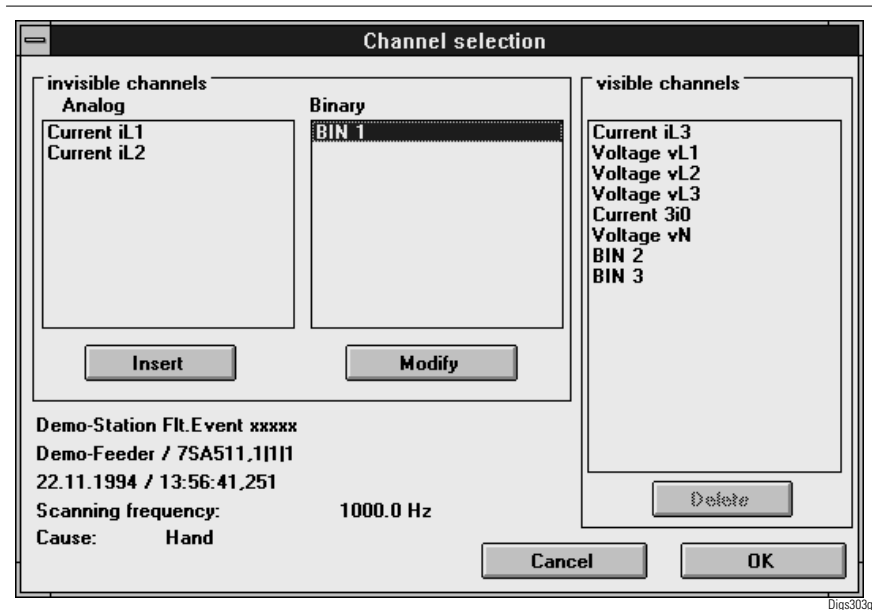 Channel selection
invisible channels
Analog
Binary
Current iL1
Current iL2
BIN 1
Insert
Modify
visible channels
Current iL3
Voltage vL1
Voltage vL2
Voltage vL3
Current 3i0
Voltage vN
BIN 2
BIN 3
Delete
Demo-Station Flt.Event xxxxx
Demo-Feeder / 7SA511,1|1|1
22.11.1994 / 13:56:41,251
Scanning frequency: 1000.0 Hz
Cause: Hand
Cancel
OK
Digs303g